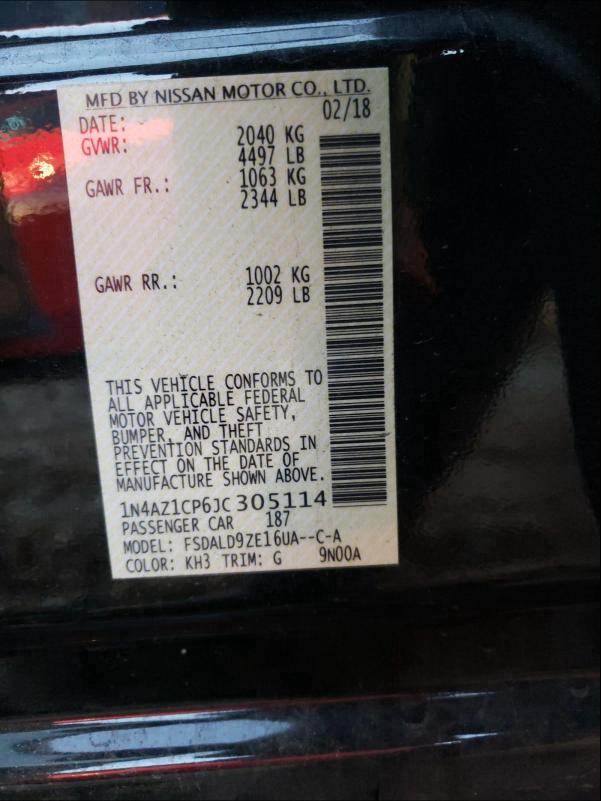 MFD BY NISSAN MOTOR CO., LTD.
DATE: 02/18
GVWR: 2040 KG
4497 LB
GAWR FR.: 1063 KG
2344 LB
GAWR RR.: 1002 KG
2209 LB
THIS VEHICLE CONFORMS TO
ALL APPLICABLE FEDERAL
MOTOR VEHICLE SAFETY,
BUMPER, AND THEFT
PREVENTION STANDARDS IN
EFFECT ON THE DATE OF
MANUFACTURE SHOWN ABOVE.
1N4AZ1CP6JC305114
PASSENGER CAR 187
MODEL: FSDALD9ZE16UA--C-A
COLOR: KH3 TRIM: G 9N00A